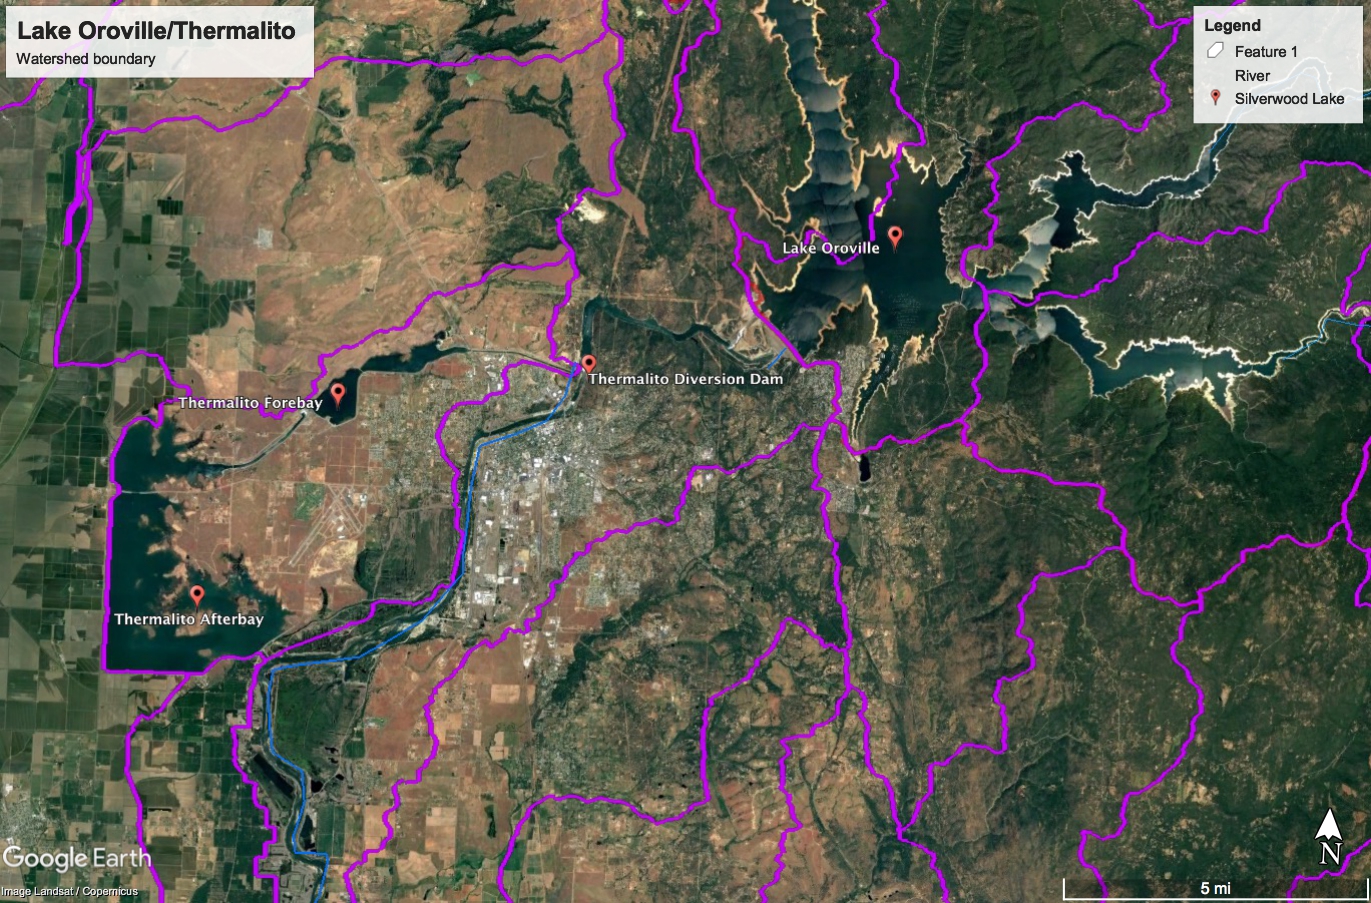 Lake Oroville/Thermalito
Watershed boundary
Legend
Feature 1
River
Silverwood Lake
Lake Oroville
Thermalito Diversion Dam
Thermalito Forebay
Thermalito Afterbay
Google Earth
N
Image Landsat / Copernicus
5 mi